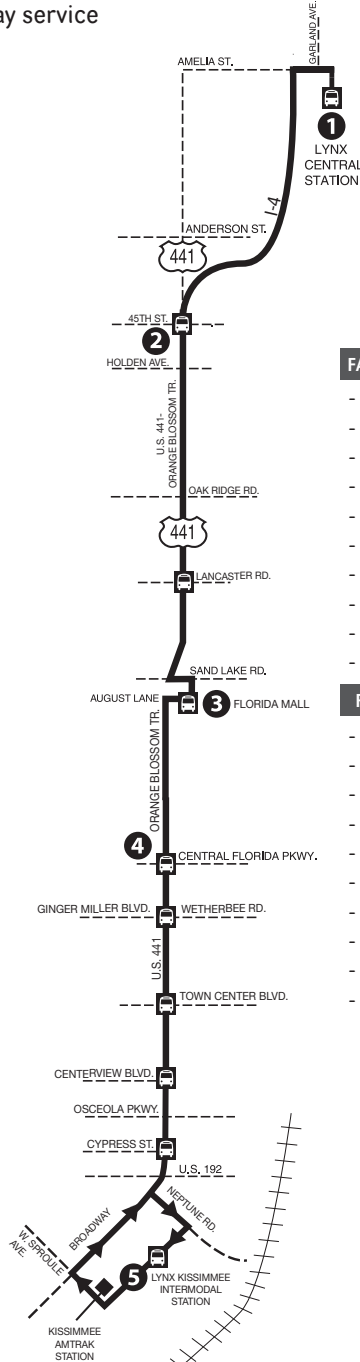 ay service
GARLAND AVE.
AMELIA ST.
1
LYNX
CENTRAL
STATION
I-4
ANDERSON ST.
441
45TH ST.
2
HOLDEN AVE.
U.S. 441-
ORANGE BLOSSOM TR.
FA
-
-
-
-
-
-
-
-
-
-
OAK RIDGE RD.
441
LANCASTER RD.
SAND LAKE RD.
AUGUST LANE
3 FLORIDA MALL
F
-
-
-
-
-
-
-
-
-
-
ORANGE BLOSSOM TR.
4
CENTRAL FLORIDA PKWY.
GINGER MILLER BLVD.
WETHERBEE RD.
U.S. 441
TOWN CENTER BLVD.
CENTERVIEW BLVD.
OSCEOLA PKWY.
CYPRESS ST.
U.S. 192
BROADWAY
NEPTUNE RD.
W. SPROULE
AVE.
5
LYNX KISSIMMEE
INTERMODAL
STATION
KISSIMMEE
AMTRAK
STATION